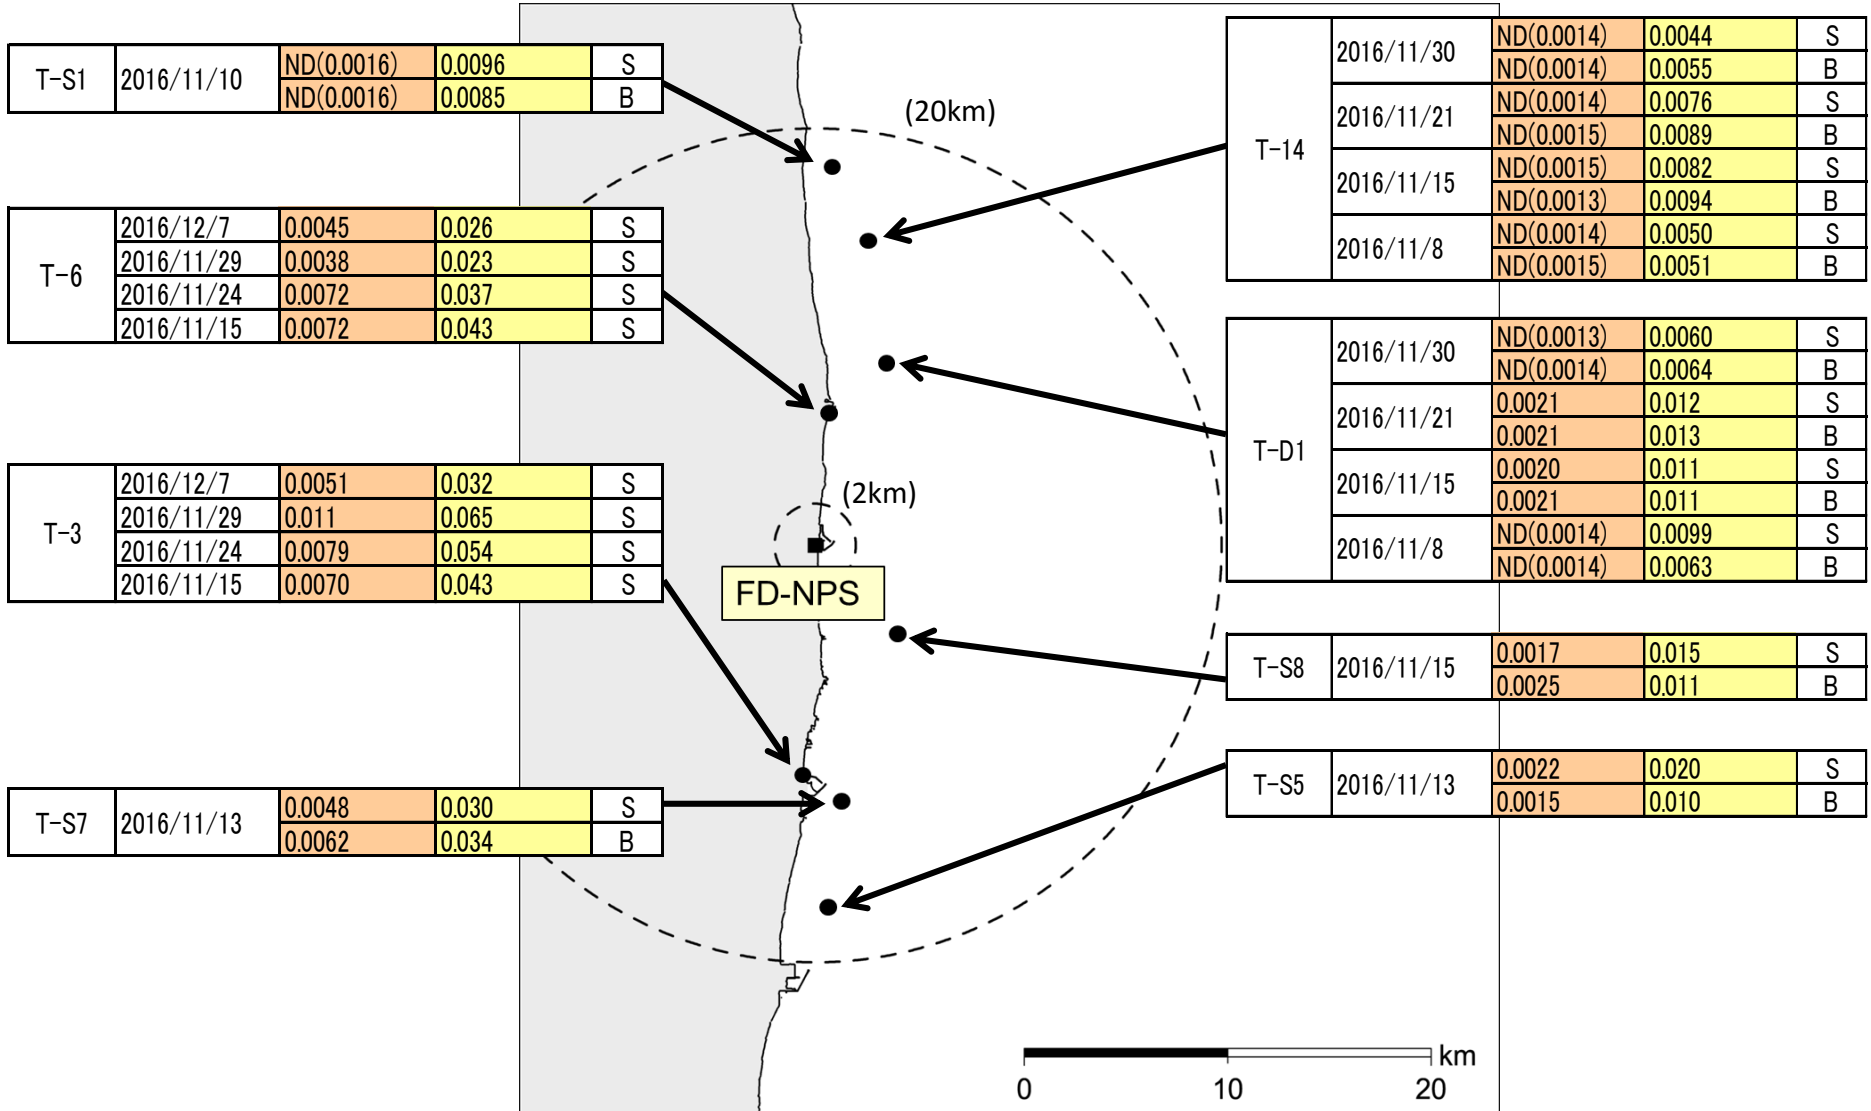 T-S1 2016/11/10 ND(0.0016) 0.0096 S
ND(0.0016) 0.0085 B
T-6 2016/12/7 0.0045 0.026 S
2016/11/29 0.0038 0.023 S
2016/11/24 0.0072 0.037 S
2016/11/15 0.0072 0.043 S
T-3 2016/12/7 0.0051 0.032 S
2016/11/29 0.011 0.065 S
2016/11/24 0.0079 0.054 S
2016/11/15 0.0070 0.043 S
T-S7 2016/11/13 0.0048 0.030 S
0.0062 0.034 B
(20km)
(2km)
FD-NPS
T-14 2016/11/30 ND(0.0014) 0.0044 S
ND(0.0014) 0.0055 B
2016/11/21 ND(0.0014) 0.0076 S
ND(0.0015) 0.0089 B
2016/11/15 ND(0.0015) 0.0082 S
ND(0.0013) 0.0094 B
2016/11/8 ND(0.0014) 0.0050 S
ND(0.0015) 0.0051 B
T-D1 2016/11/30 ND(0.0013) 0.0060 S
ND(0.0014) 0.0064 B
2016/11/21 0.0021 0.012 S
0.0021 0.013 B
2016/11/15 0.0020 0.011 S
0.0021 0.011 B
2016/11/8 ND(0.0014) 0.0099 S
ND(0.0014) 0.0063 B
T-S8 2016/11/15 0.0017 0.015 S
0.0025 0.011 B
T-S5 2016/11/13 0.0022 0.020 S
0.0015 0.010 B
km
0 10 20